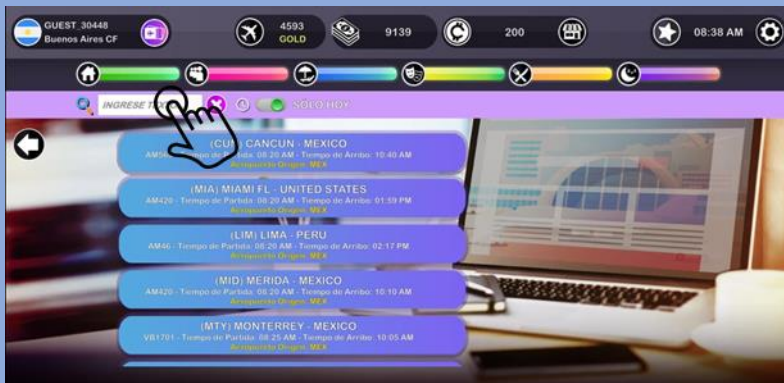 GUEST_30448
Buenos Aires CF
4593
GOLD
9139
200
08:38 AM
INGRESE
SOLO HOY
(CUN) CANCUN - MEXICO
Tiempo de Partida: 08:20 AM - Tiempo de Arribo: 10:40 AM
Aeropuerto Origen: MEX
(MIA) MIAMI FL - UNITED STATES
AM420 - Tiempo de Partida: 08:20 AM - Tiempo de Arribo: 01:59 PM
Aeropuerto Origen: MEX
(LIM) LIMA - PERU
AM46 - Tiempo de Partida: 08:20 AM - Tiempo de Arribo: 02:17 PM
Aeropuerto Origen: MEX
(MID) MERIDA - MEXICO
AM420 - Tiempo de Partida: 08:20 AM - Tiempo de Arribo: 10:10 AM
Aeropuerto Origen: MEX
(MTY) MONTERREY - MEXICO
VB1701 - Tiempo de Partida: 08:25 AM - Tiempo de Arribo: 10:05 AM
Aeropuerto Origen: MEX